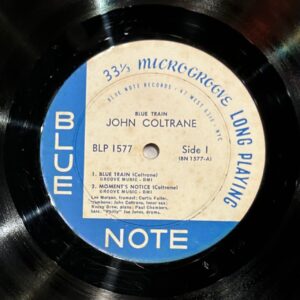 33⅓ MICROGROOVE LONG PLAYING
BLUE NOTE RECORDS • 47 WEST 63rd • NYC
BLUE TRAIN
JOHN COLTRANE
BLP 1577
Side 1
(BN 1577-A)
1. BLUE TRAIN (Coltrane)
GROOVE MUSIC - BMI
2. MOMENT'S NOTICE (Coltrane)
GROOVE MUSIC - BMI
Lee Morgan, trumpet; Curtis Fuller,
trombone; John Coltrane, tenor sax;
Kenny Drew, piano; Paul Chambers,
bass; "Philly" Joe Jones, drums.
BLUE
NOTE